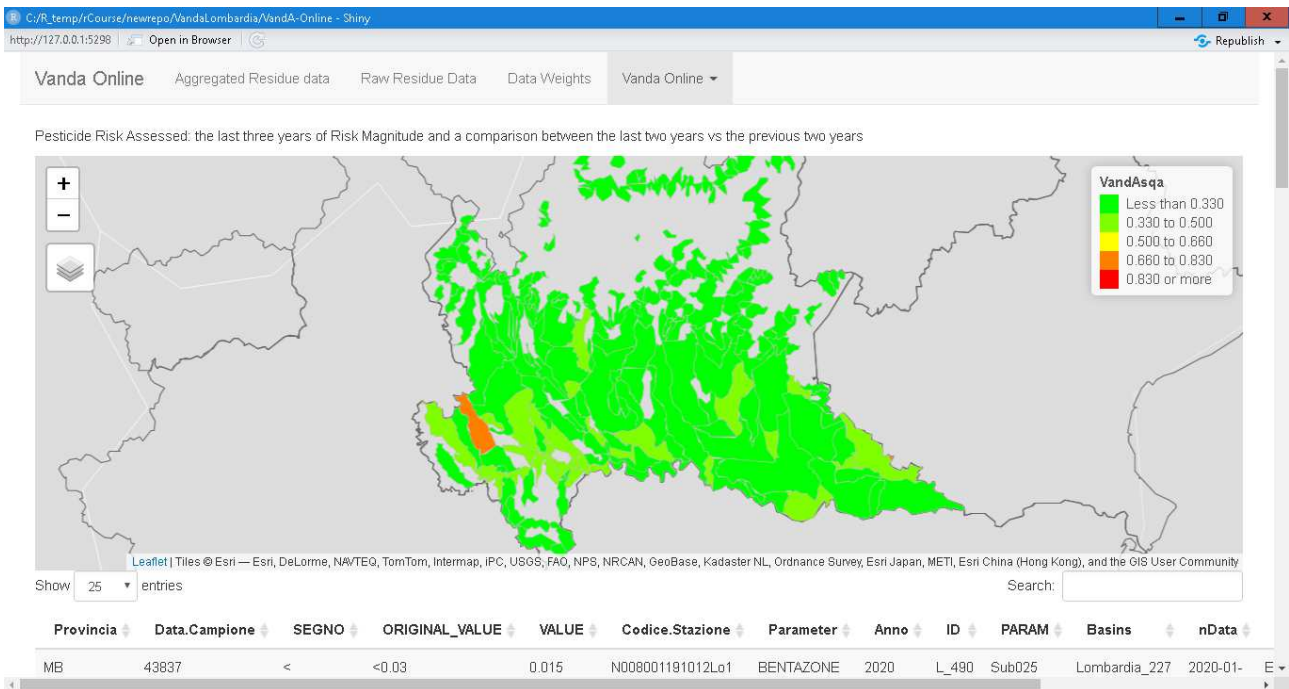 C:/R_temp/rCourse/newrepo/VandaLombardia/VandA-Online - Shiny
http://127.0.0.1:5298 Open in Browser Republish
Vanda Online Aggregated Residue data Raw Residue Data Data Weights Vanda Online
Pesticide Risk Assessed: the last three years of Risk Magnitude and a comparison between the last two years vs the previous two years
+
−
VandAsqa
Less than 0.330
0.330 to 0.500
0.500 to 0.660
0.660 to 0.830
0.830 or more
Leaflet | Tiles © Esri — Esri, DeLorme, NAVTEQ, TomTom, Intermap, iPC, USGS, FAO, NPS, NRCAN, GeoBase, Kadaster NL, Ordnance Survey, Esri Japan, METI, Esri China (Hong Kong), and the GIS User Community
Show 25 entries Search:
Provincia Data.Campione SEGNO ORIGINAL_VALUE VALUE Codice.Stazione Parameter Anno ID PARAM Basins nData
MB 43837 < <0.03 0.015 N008001191012Lo1 BENTAZONE 2020 L_490 Sub025 Lombardia_227 2020-01- E